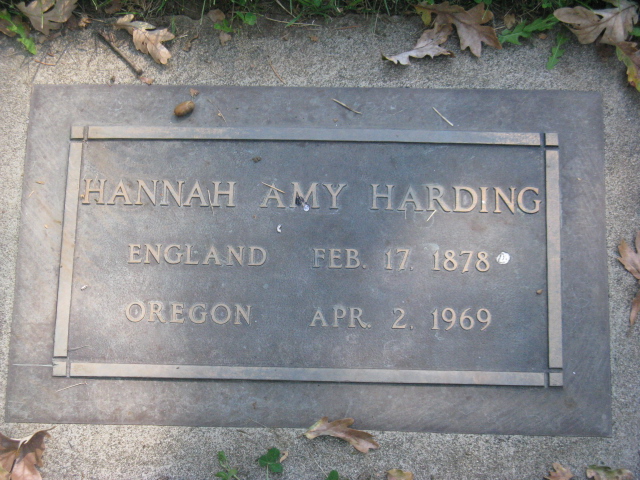 HANNAH AMY HARDING
ENGLAND FEB. 17, 1878
OREGON APR. 2, 1969